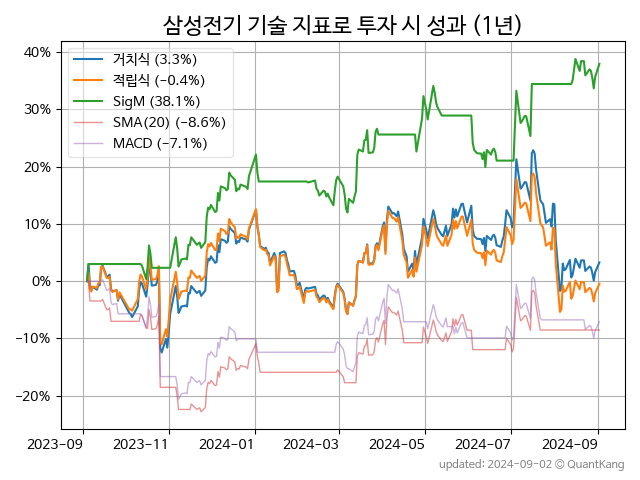 삼성전기 기술 지표로 투자 시 성과 (1년)
40%
30%
20%
10%
0%
−10%
−20%
거치식 (3.3%)
적립식 (−0.4%)
SigM (38.1%)
SMA(20) (−8.6%)
MACD (−7.1%)
2023-09 2023-11 2024-01 2024-03 2024-05 2024-07 2024-09
updated: 2024-09-02 © QuantKang